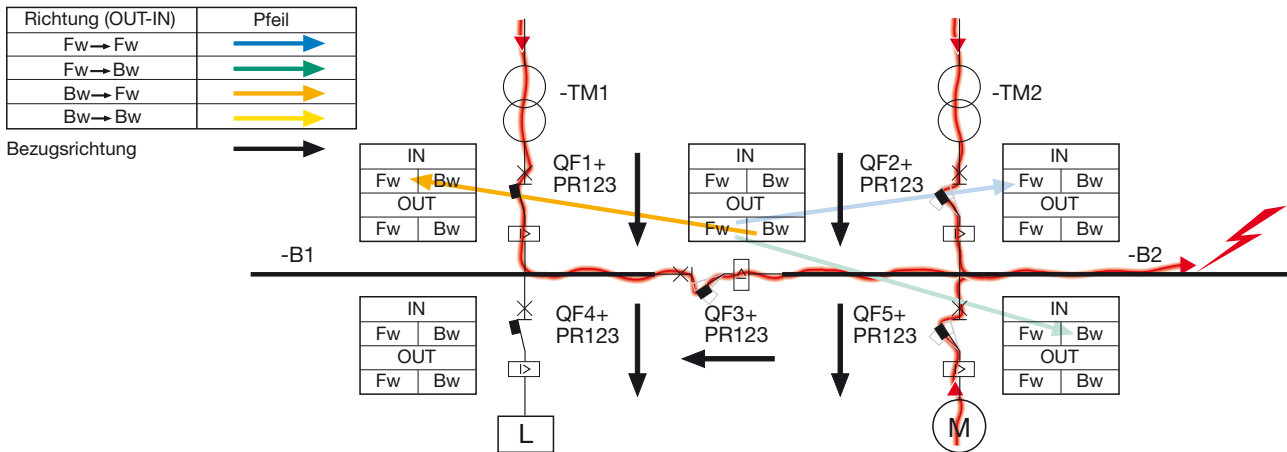 Richtung (OUT-IN) Pfeil
Fw→Fw
Fw→Bw
Bw→Fw
Bw→Bw
Bezugsrichtung
-TM1
-TM2
IN
Fw Bw
OUT
Fw Bw
QF1+
PR123
IN
Fw Bw
OUT
Fw Bw
QF2+
PR123
IN
Fw Bw
OUT
Fw Bw
I>
I>
I>
-B1
-B2
IN
Fw Bw
OUT
Fw Bw
QF4+
PR123
QF3+
PR123
QF5+
PR123
IN
Fw Bw
OUT
Fw Bw
I>
I>
L
M